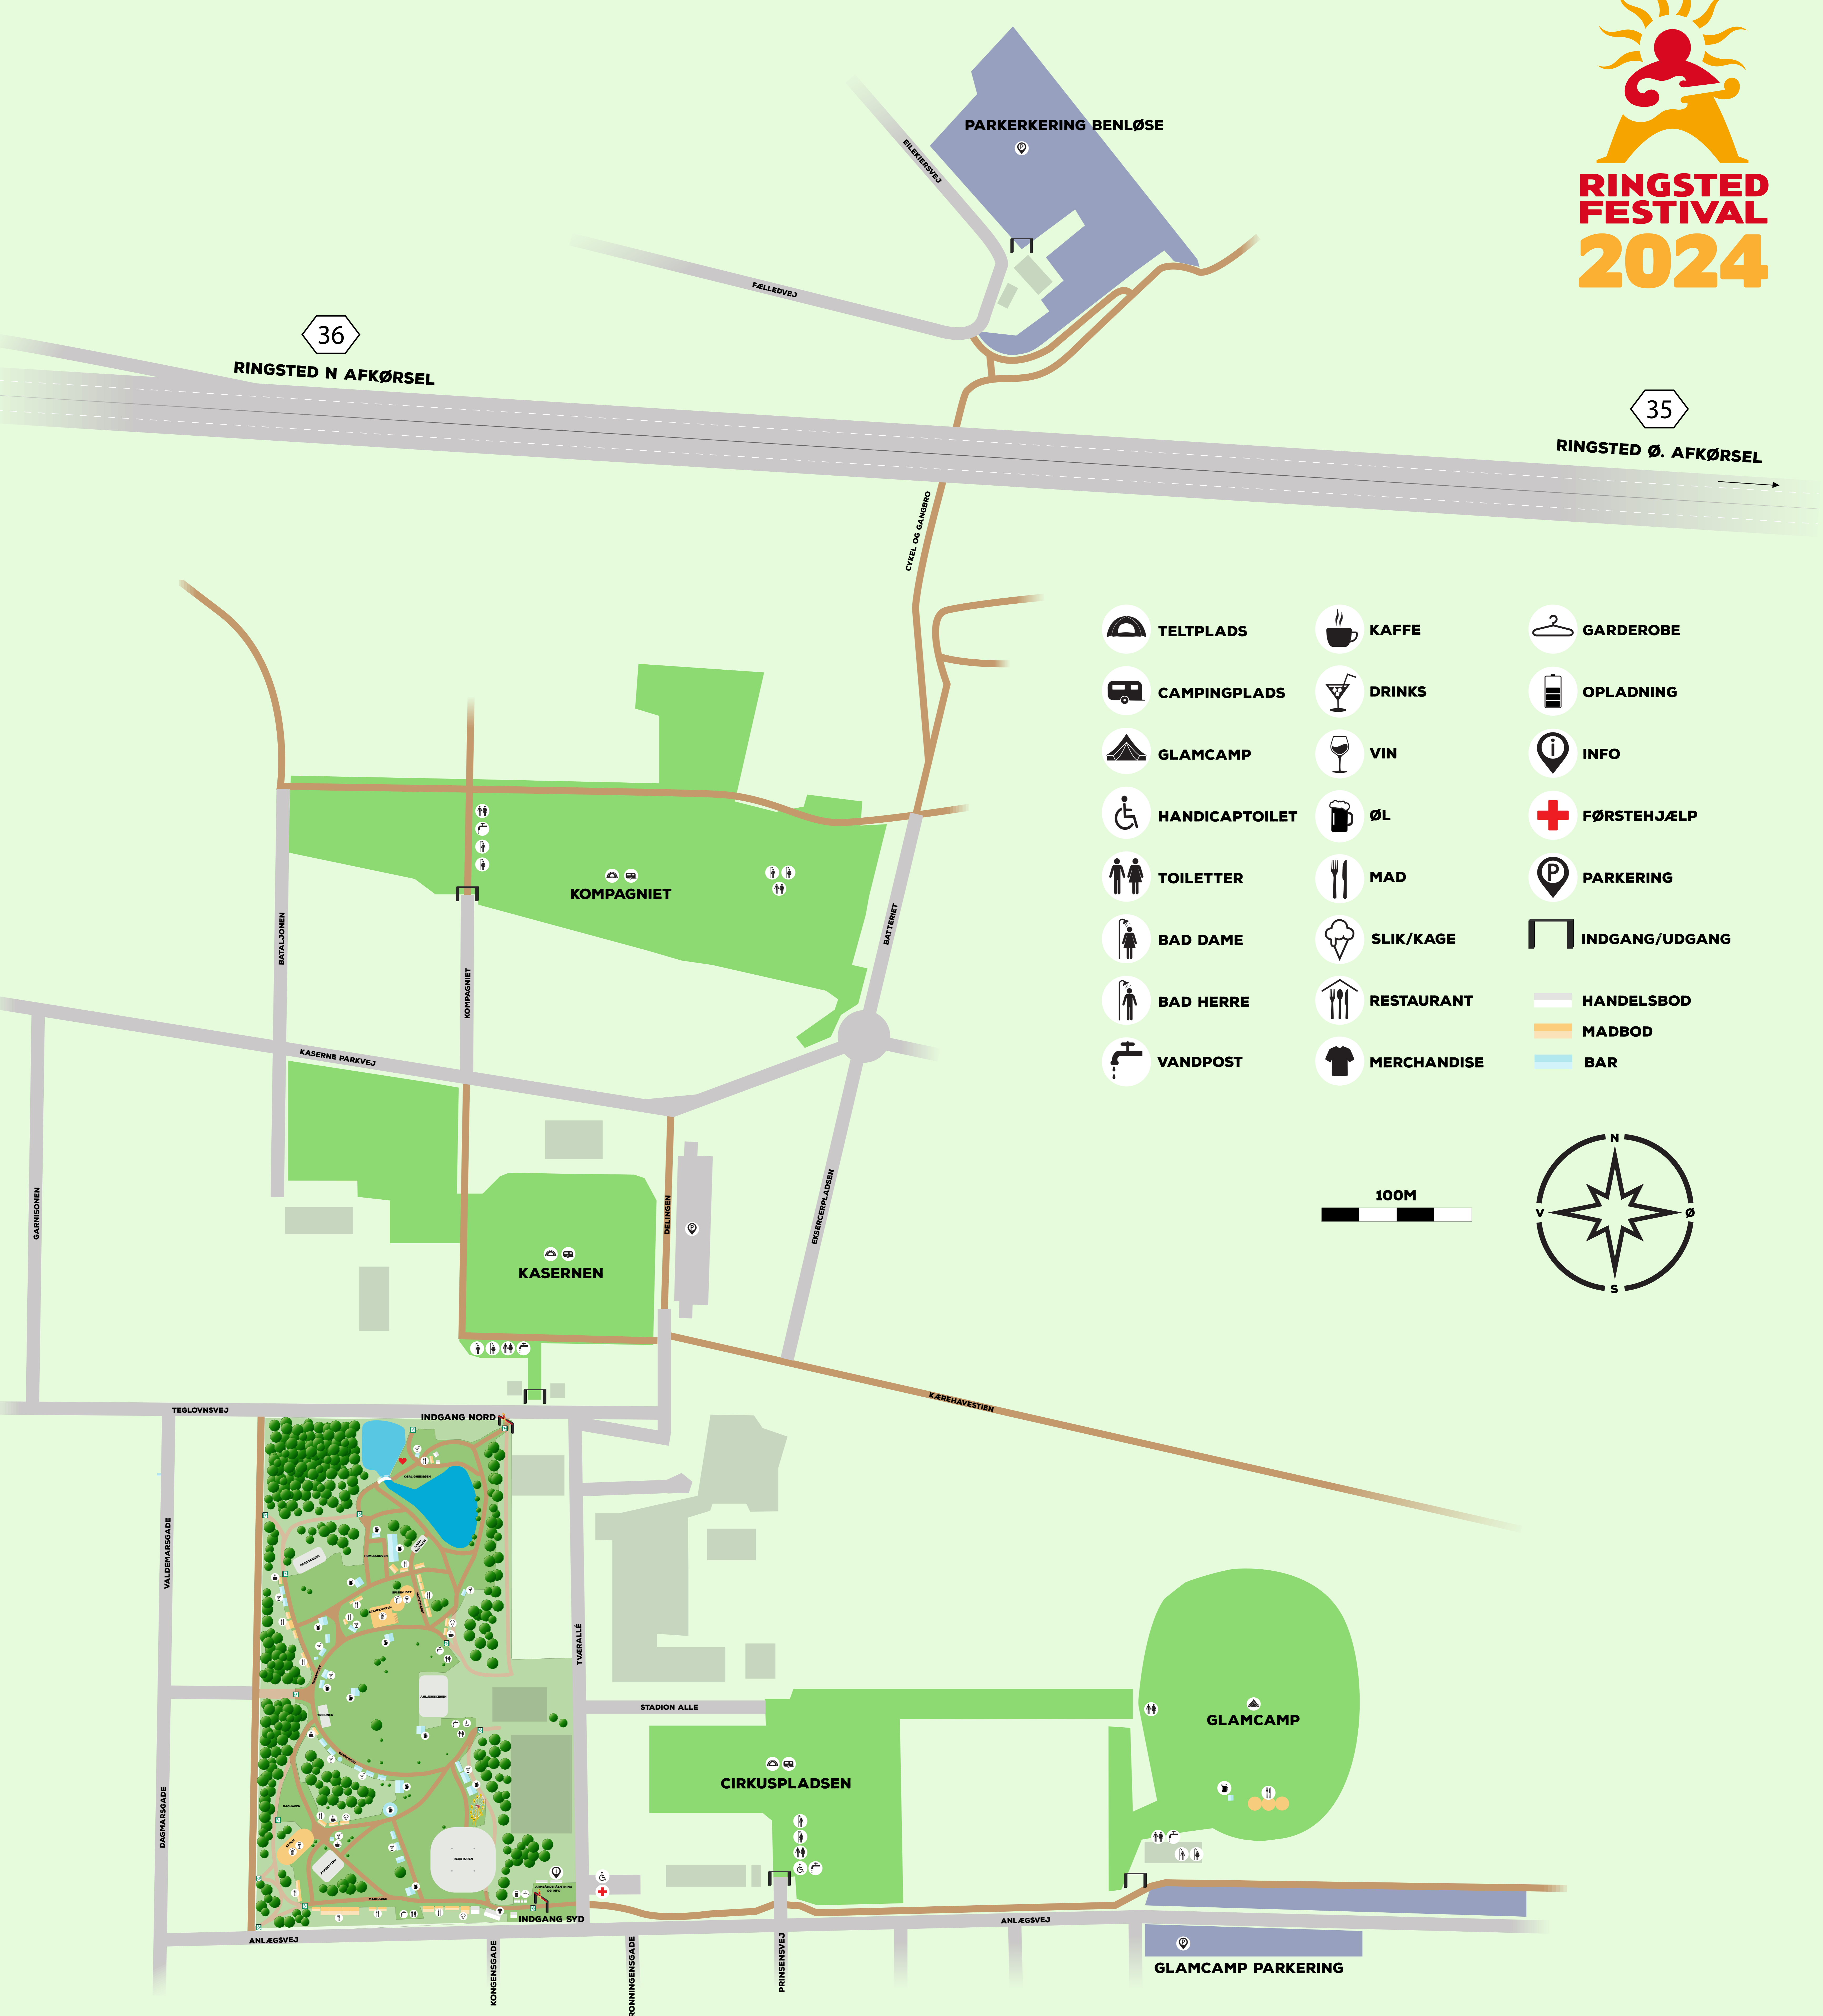 PARKERKERING BENLØSE
P
EILEKIERSVEJ
RINGSTED
FESTIVAL
2024
FÆLLEDVEJ
36
RINGSTED N AFKØRSEL
35
RINGSTED Ø. AFKØRSEL
CYKEL OG GANGBRO
TELTPLADS
KAFFE
GARDEROBE
CAMPINGPLADS
DRINKS
OPLADNING
GLAMCAMP
VIN
INFO
HANDICAPTOILET
ØL
FØRSTEHJÆLP
TOILETTER
MAD
PARKERING
BAD DAME
SLIK/KAGE
INDGANG/UDGANG
BAD HERRE
RESTAURANT
HANDELSBOD
MADBOD
VANDPOST
MERCHANDISE
BAR
KOMPAGNIET
BATALJONEN
KOMPAGNIET
BATTERIET
KASERNE PARKVEJ
GARNISONEN
DELINGEN
P
EKSERCERPLADSEN
KASERNEN
100M
N
V
Ø
S
KÆREHAVESTIEN
TEGLOVNSVEJ
INDGANG NORD
VALDEMARSGADE
TVÆRALLÉ
ANLÆGSSCENEN
STADION ALLE
GLAMCAMP
CIRKUSPLADSEN
DAGMARSGADE
INDGANG SYD
ANLÆGSVEJ
ANLÆGSVEJ
KONGENSGADE
DRONNINGENSGADE
PRINSENSVEJ
P
GLAMCAMP PARKERING